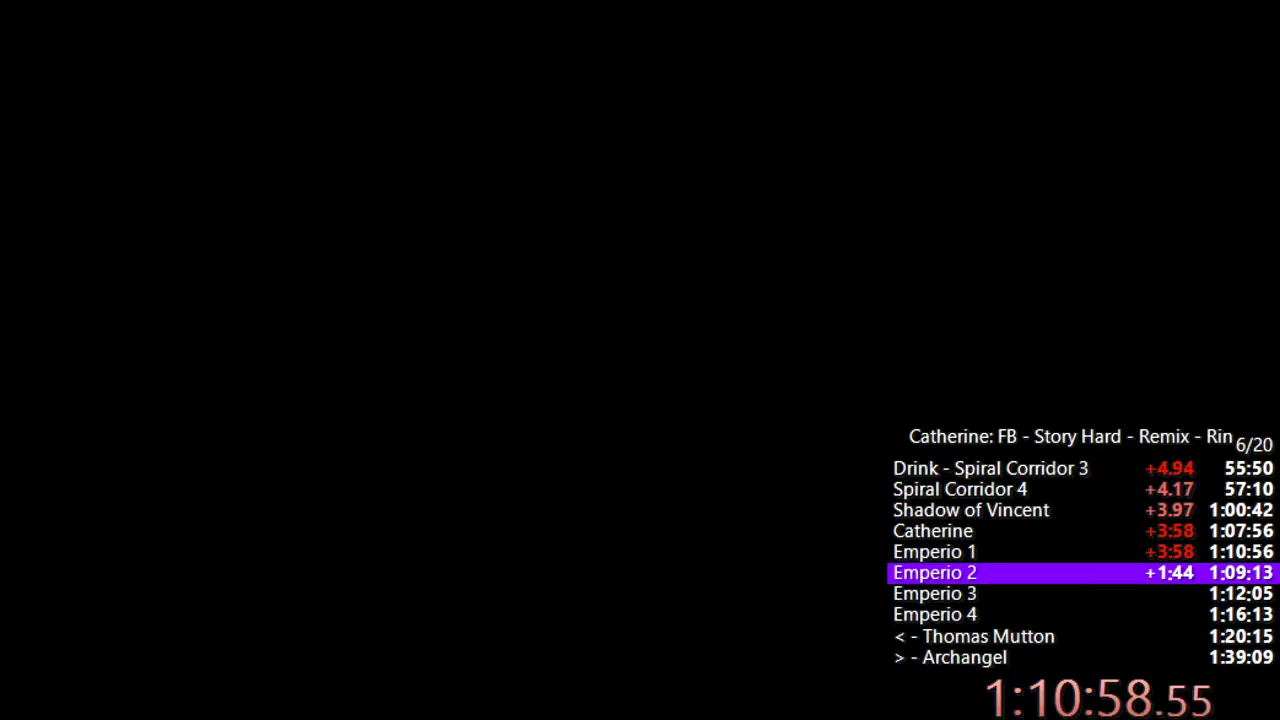 Catherine: FB - Story Hard - Remix - Rin 6/20
Drink - Spiral Corridor 3 +4.94 55:50
Spiral Corridor 4 +4.17 57:10
Shadow of Vincent +3.97 1:00:42
Catherine +3:58 1:07:56
Emperio 1 +3:58 1:10:56
Emperio 2 +1:44 1:09:13
Emperio 3 1:12:05
Emperio 4 1:16:13
< - Thomas Mutton 1:20:15
> - Archangel 1:39:09
1:10:58.55